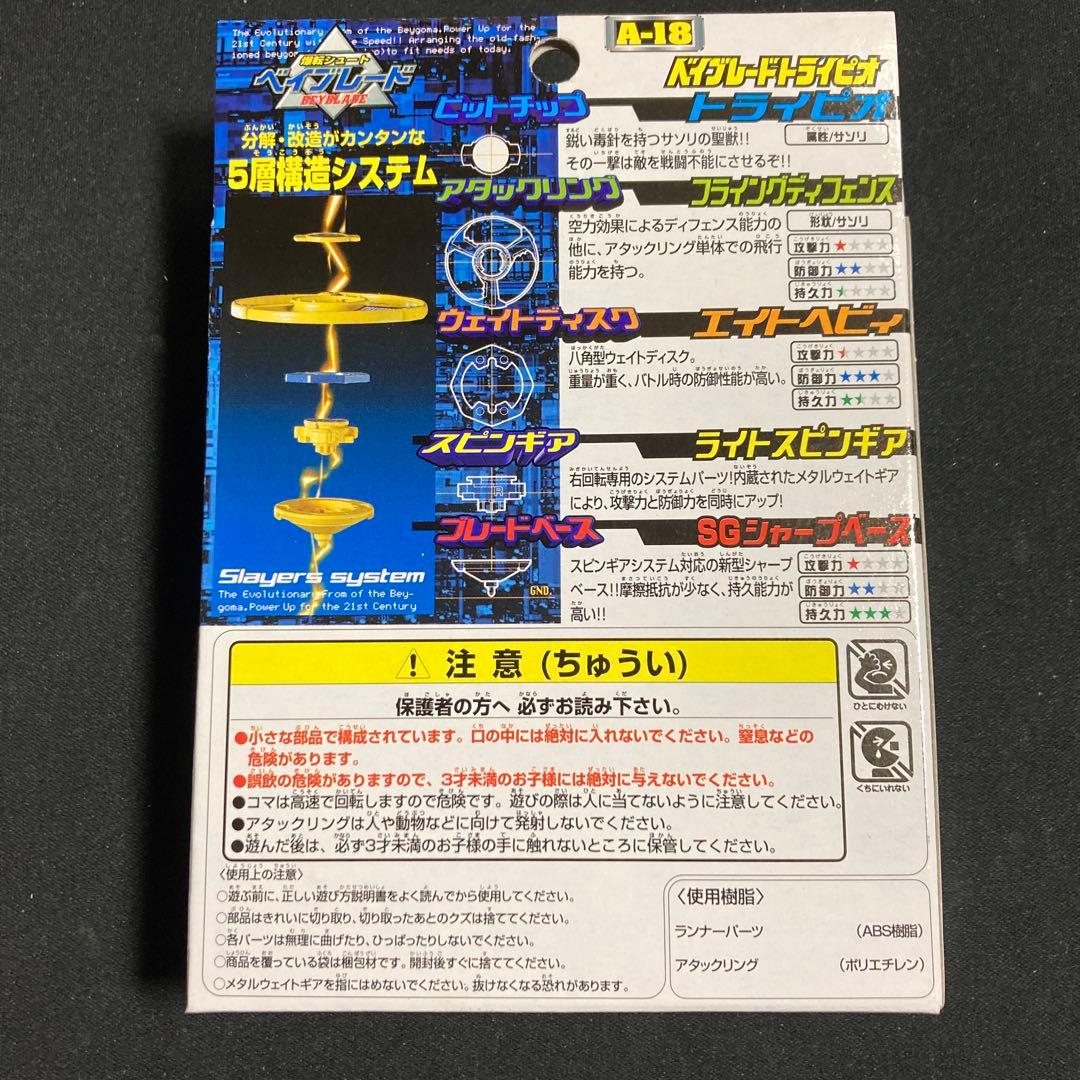 The Evolutionary From of the Beygoma.Power Up for the
21st Century wi e Speed!! Arranging the old-fash-
ioned beygo )to fit needs of today.
爆転シュート
ベイブレード
BEYBLADE
分解・改造がカンタンな
5層構造システム
Slayers system
The Evolutionary From of the Bey-
goma.Power Up for the 21st Century
A-18
ベイブレードトライピオ
ビットチップ
トライピオ
鋭い毒針を持つサソリの聖獣!!
属性/サソリ
その一撃は敵を戦闘不能にさせるぞ!!
アタックリング
フライングディフェンス
空力効果によるディフェンス能力の
他に、アタックリング単体での飛行
能力を持つ。
形状/サソリ
攻撃力 ★★★★
防御力 ★★★★
持久力 ★★★★
ウェイトディスク
エイトヘビィ
八角型ウェイトディスク。
重量が重く、バトル時の防御性能が高い。
攻撃力 ★★★★
防御力 ★★★★
持久力 ★★★★
スピンギア
ライトスピンギア
右回転専用のシステムパーツ!内蔵されたメタルウェイトギア
により、攻撃力と防御力を同時にアップ!
R
ブレードベース
SGシャープベース
スピンギアシステム対応の新型シャープ
ベース!!摩擦抵抗が少なく、持久能力が
高い!!
攻撃力 ★★★★
防御力 ★★★★
持久力 ★★★★
GND.
注意(ちゅうい)
保護者の方へ 必ずお読み下さい。
●小さな部品で構成されています。口の中には絶対に入れないでください。窒息などの
危険があります。
●誤飲の危険がありますので、3才未満のお子様には絶対に与えないでください。
●コマは高速で回転しますので危険です。遊びの際は人に当てないように注意してください。
●アタックリングは人や動物などに向けて発射しないでください。
●遊んだ後は、必ず3才未満のお子様の手に触れないところに保管してください。
ひとにむけない
くちにいれない
〈使用上の注意〉
○遊ぶ前に、正しい遊び方説明書をよく読んでから使用してください。
○部品はきれいに切り取り、切り取ったあとのクズは捨ててください。
○各パーツは無理に曲げたり、ひっぱったりしないでください。
○商品を覆っている袋は梱包材です。開封後すぐに捨ててください。
○メタルウェイトギアを指にはめないでください。抜けなくなる恐れがあります。
〈使用樹脂〉
ランナーパーツ (ABS樹脂)
アタックリング (ポリエチレン)